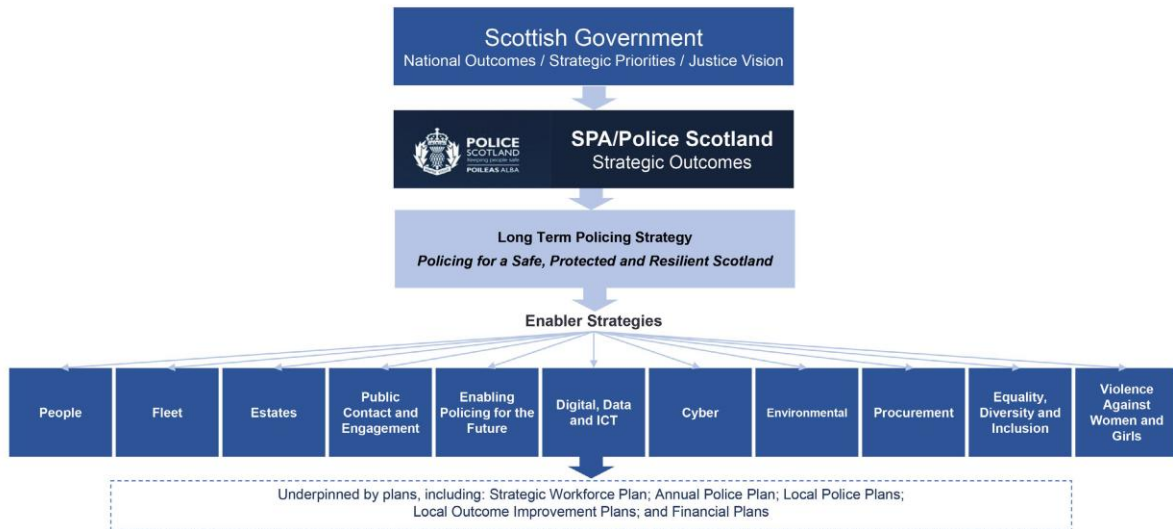 Scottish Government
National Outcomes / Strategic Priorities / Justice Vision
POLICE
SCOTLAND
Keeping people safe
POILEAS ALBA
SPA/Police Scotland
Strategic Outcomes
Long Term Policing Strategy
Policing for a Safe, Protected and Resilient Scotland
Enabler Strategies
People
Fleet
Estates
Public
Contact and
Engagement
Enabling
Policing for the
Future
Digital, Data
and ICT
Cyber
Environmental
Procurement
Equality,
Diversity and
Inclusion
Violence
Against
Women and
Girls
Underpinned by plans, including: Strategic Workforce Plan; Annual Police Plan; Local Police Plans;
Local Outcome Improvement Plans; and Financial Plans